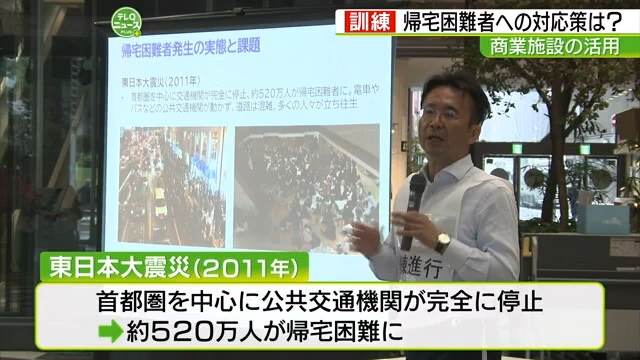 テレQ
ニュース
PLUS+
訓練 帰宅困難者への対応策は?
商業施設の活用
帰宅困難者発生の実態と課題
東日本大震災(2011年)
- 首都圏を中心に交通機関が完全に停止、約520万人が帰宅困難者に。電車や
バスなどの公共交通機関が動かず、道路は混雑、多くの人々が立ち往生
進行
東日本大震災(2011年)
首都圏を中心に公共交通機関が完全に停止
➡約520万人が帰宅困難に